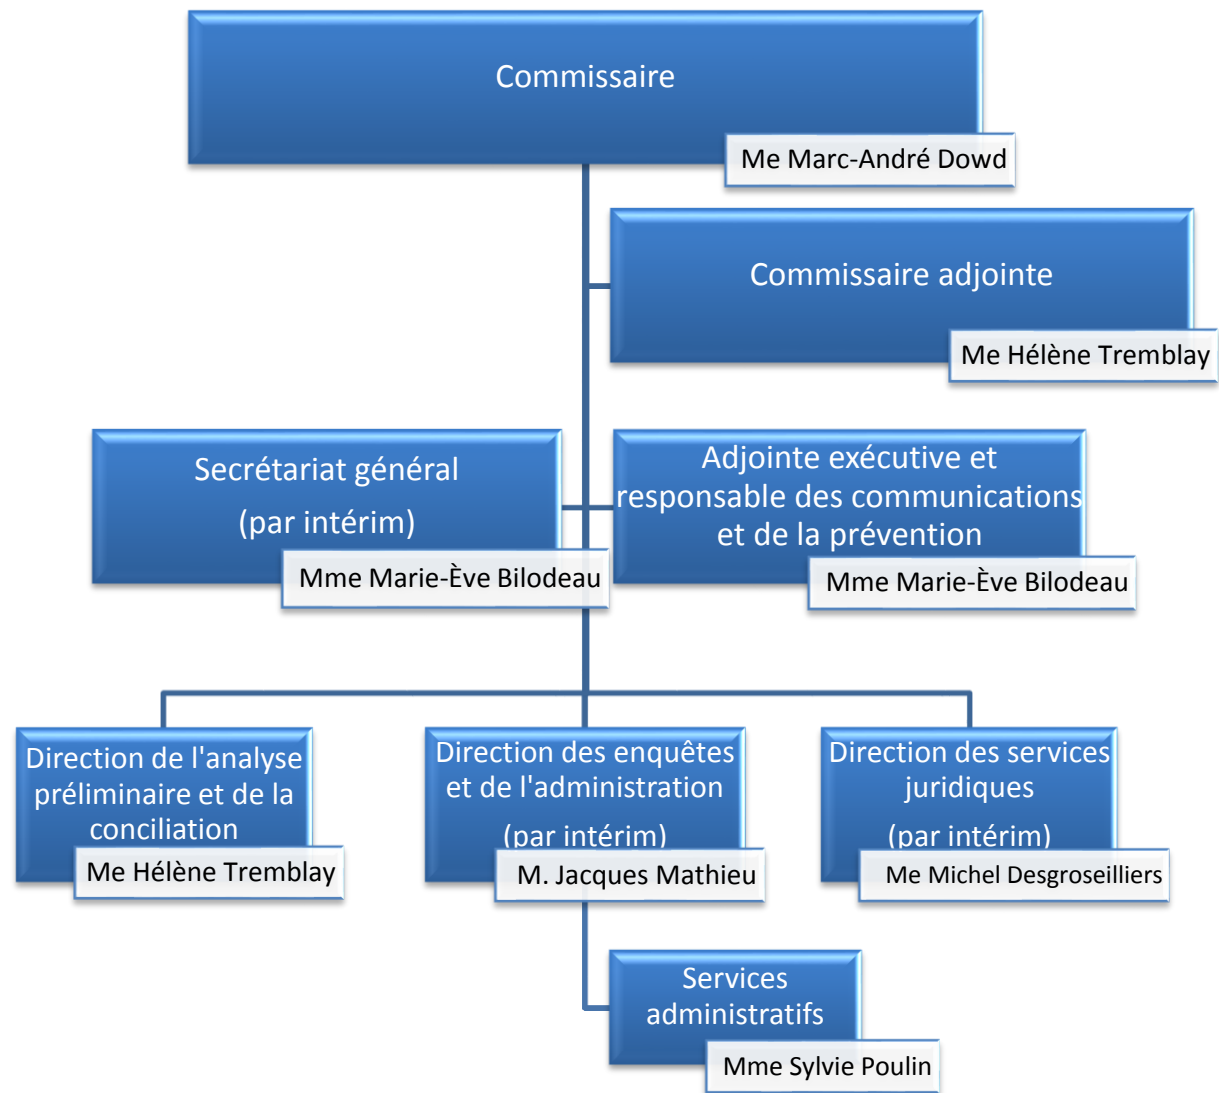 Commissaire
Me Marc-André Dowd
Commissaire adjointe
Me Hélène Tremblay
Secrétariat général
(par intérim)
Mme Marie-Ève Bilodeau
Adjointe exécutive et
responsable des communications
et de la prévention
Mme Marie-Ève Bilodeau
Direction de l'analyse
préliminaire et de la
conciliation
Me Hélène Tremblay
Direction des enquêtes
et de l'administration
(par intérim)
M. Jacques Mathieu
Direction des services
juridiques
(par intérim)
Me Michel Desgroseilliers
Services
administratifs
Mme Sylvie Poulin